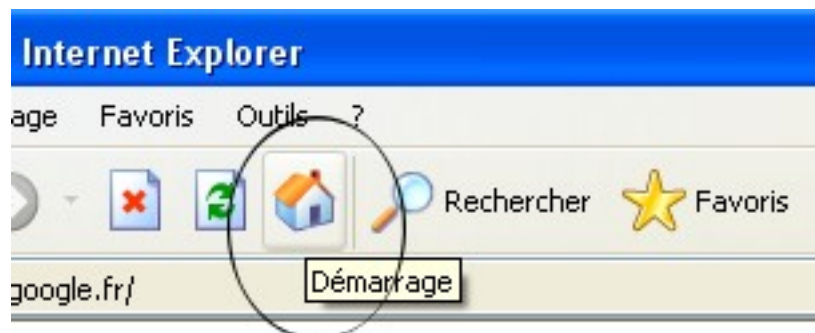 Internet Explorer
age Favoris Outils ?
Rechercher Favoris
Démarrage
google.fr/